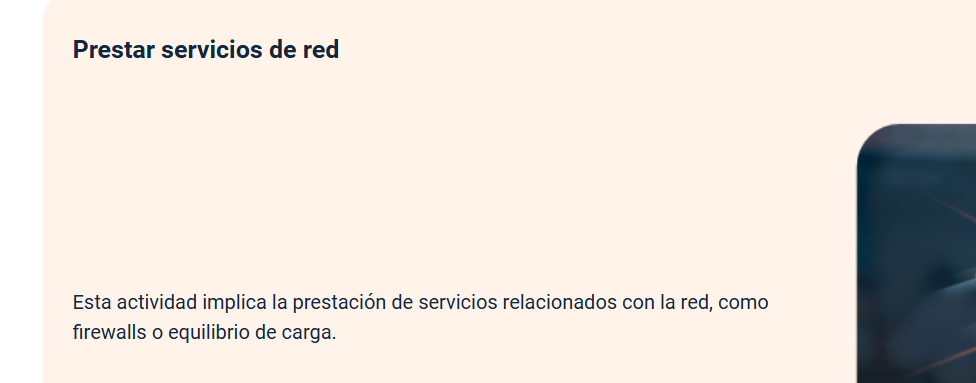 Prestar servicios de red
Esta actividad implica la prestación de servicios relacionados con la red, como
firewalls o equilibrio de carga.